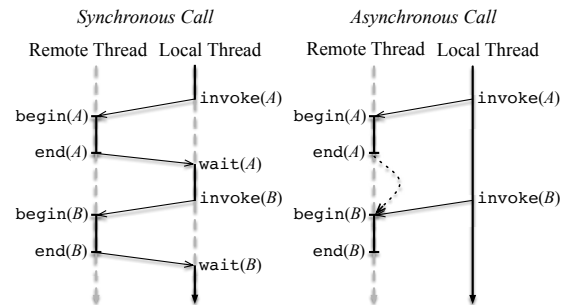 Synchronous Call
Remote Thread Local Thread
invoke(A)
begin(A)
end(A)
wait(A)
invoke(B)
begin(B)
end(B)
wait(B)
Asynchronous Call
Remote Thread Local Thread
invoke(A)
begin(A)
end(A)
invoke(B)
begin(B)
end(B)